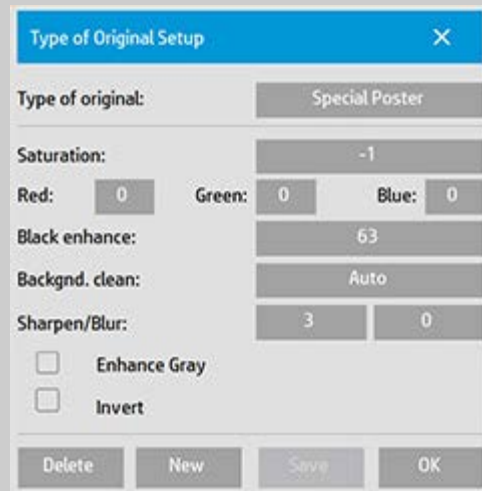 Type of Original Setup
Type of original: Special Poster
Saturation: -1
Red: 0 Green: 0 Blue: 0
Black enhance: 63
Backgnd. clean: Auto
Sharpen/Blur: 3 0
Enhance Gray
Invert
Delete New Save OK